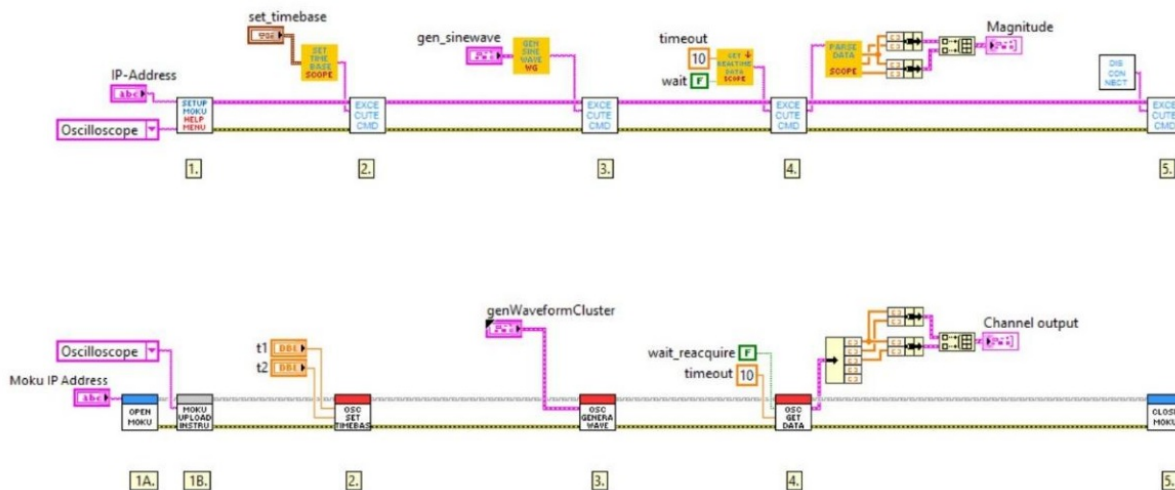 set_timebase
gen_sinewave
timeout
10
wait
F
Magnitude
IP-Address
abc
Oscilloscope
SET
TIME
BASE
SCOPE
GEN
SINE
WAVE
WG
GET
REALTIME
DATA
SCOPE
PARSE
DATA
SCOPE
DIS
CON
NECT
SETUP
MOKU
HELP
MENU
EXCE
CUTE
CMD
EXCE
CUTE
CMD
EXCE
CUTE
CMD
EXCE
CUTE
CMD
1.
2.
3.
4.
5.
genWaveformCluster
Channel output
Oscilloscope
t1
DBL
t2
DBL
wait_reacquire
F
timeout
10
Moku IP Address
abc
OPEN
MOKU
MOKU
UPLOAD
INSTRU
OSC
SET
TIMEBAS
OSC
GENERA
WAVE
OSC
GET
DATA
CLOSE
MOKU
1A.
1B.
2.
3.
4.
5.